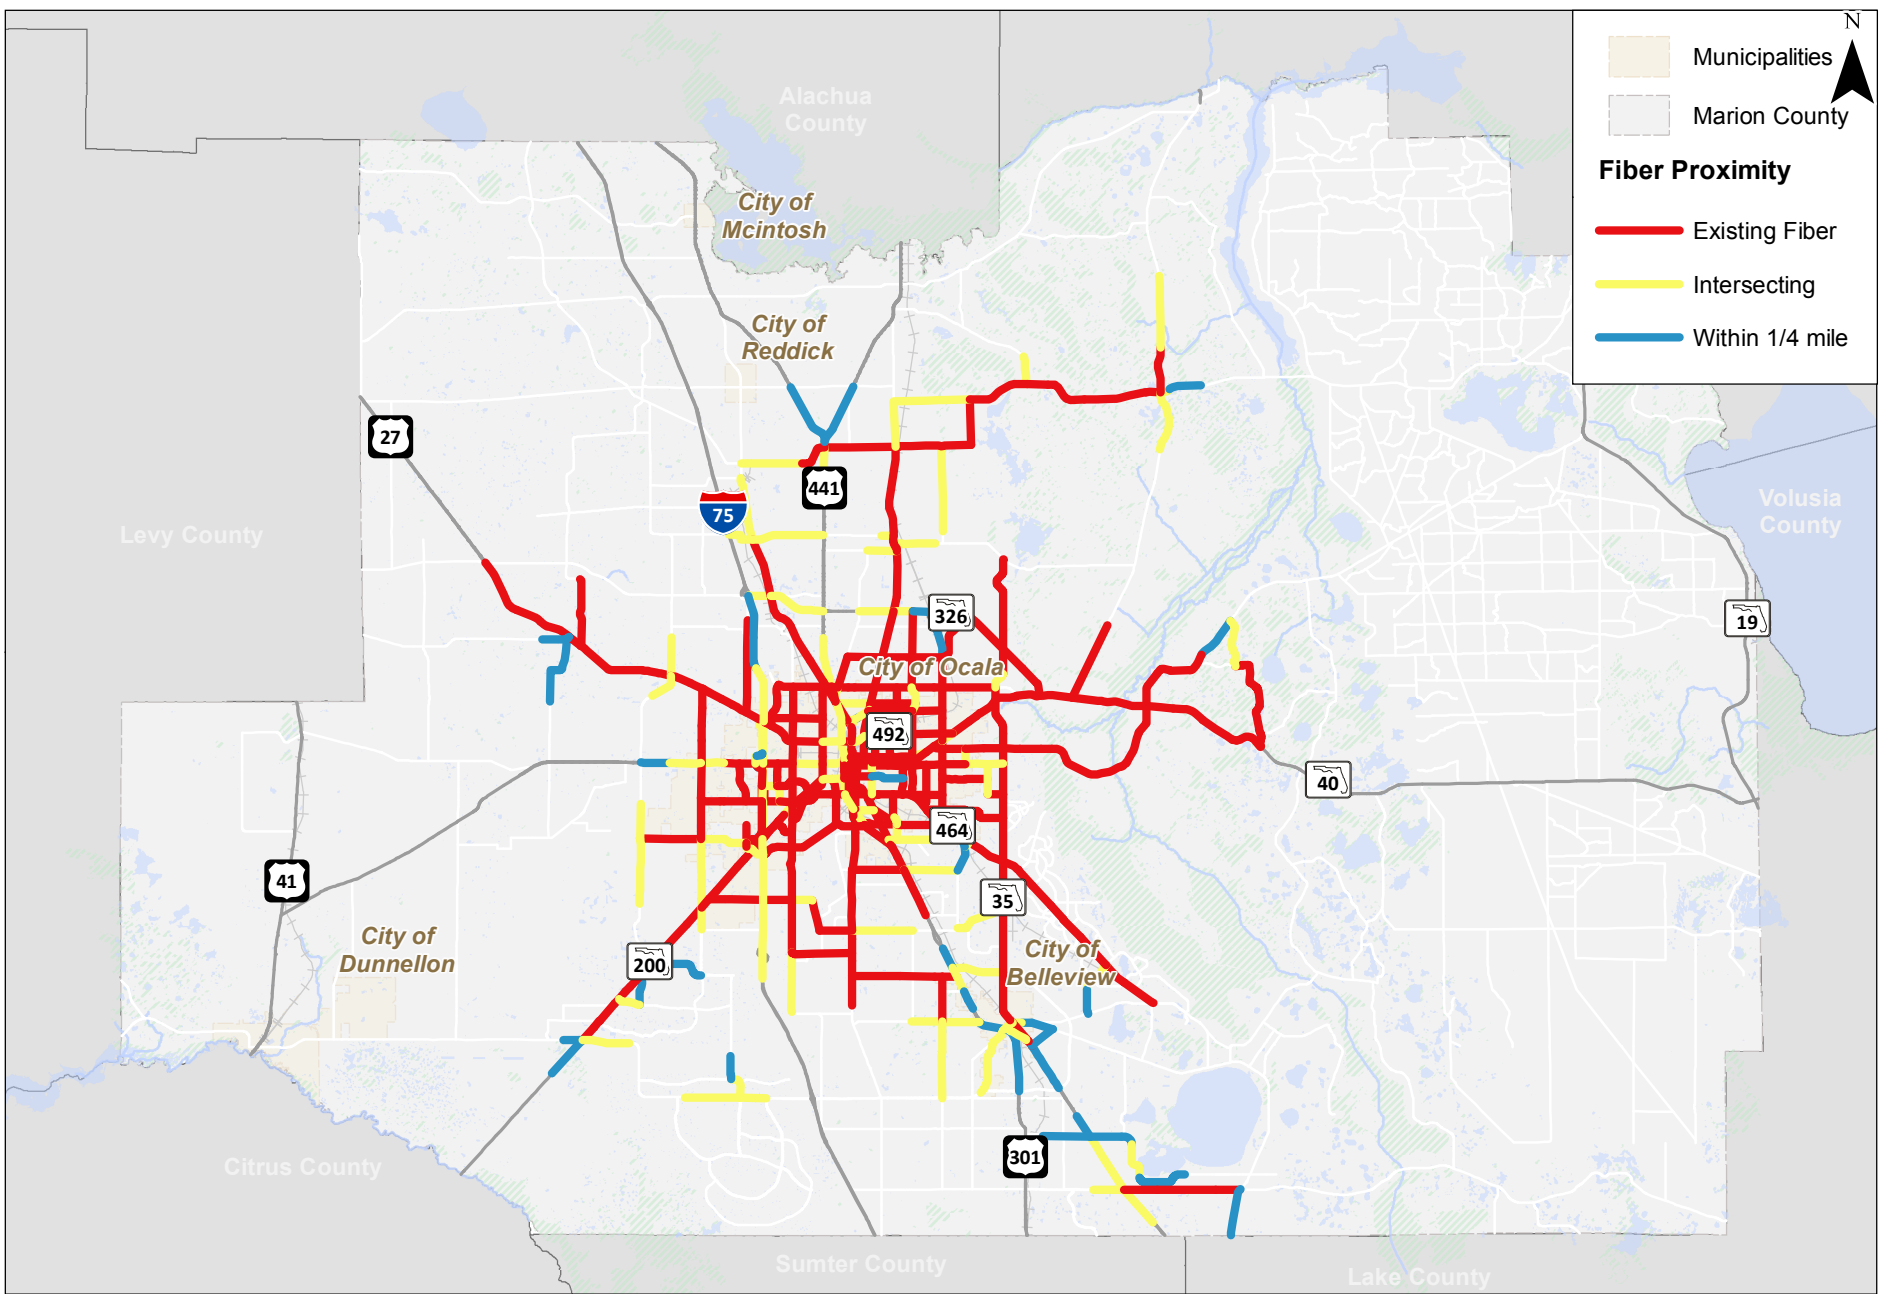 N
Municipalities
Marion County
Fiber Proximity
Existing Fiber
Intersecting
Within 1/4 mile
Alachua
County
City of
Mcintosh
City of
Reddick
27
441
75
Levy County
Volusia
County
326
19
City of Ocala
492
40
464
41
35
City of
Dunnellon
200
City of
Belleview
301
Citrus County
Sumter County
Lake County